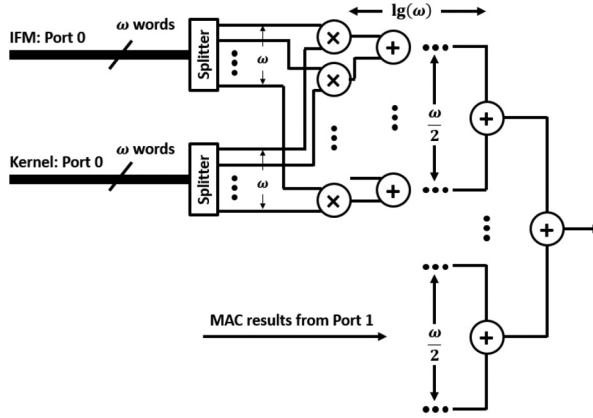 ω words
IFM: Port 0
Splitter
ω
lg(ω)
×
×
+
ω/2
+
ω words
Kernel: Port 0
Splitter
ω
×
+
+
MAC results from Port 1
ω/2
+